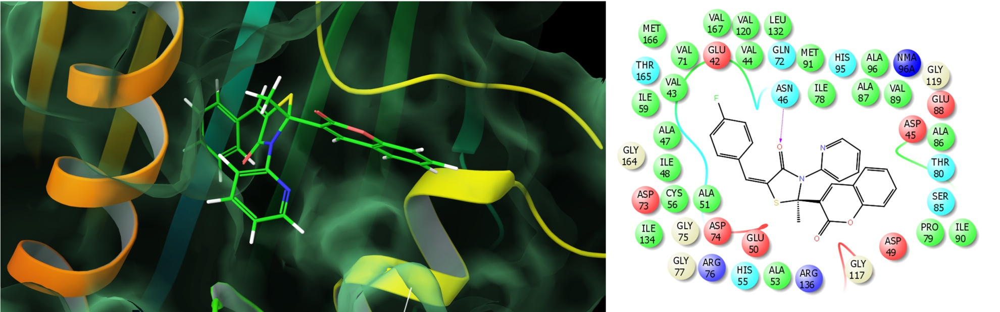 VAL
167
VAL
120
LEU
132
MET
166
VAL
71
GLU
42
VAL
44
GLN
72
MET
91
HIS
95
ALA
96
NMA
96A
GLY
119
THR
165
VAL
43
ASN
46
ILE
78
ALA
87
VAL
89
GLU
88
ILE
59
F
ASP
45
ALA
86
ALA
47
GLY
164
O
N
THR
80
ILE
48
N
ASP
73
CYS
56
ALA
51
S
SER
85
O
O
ILE
134
GLY
75
ASP
74
GLU
50
ASP
49
PRO
79
ILE
90
GLY
77
ARG
76
HIS
55
ALA
53
ARG
136
GLY
117